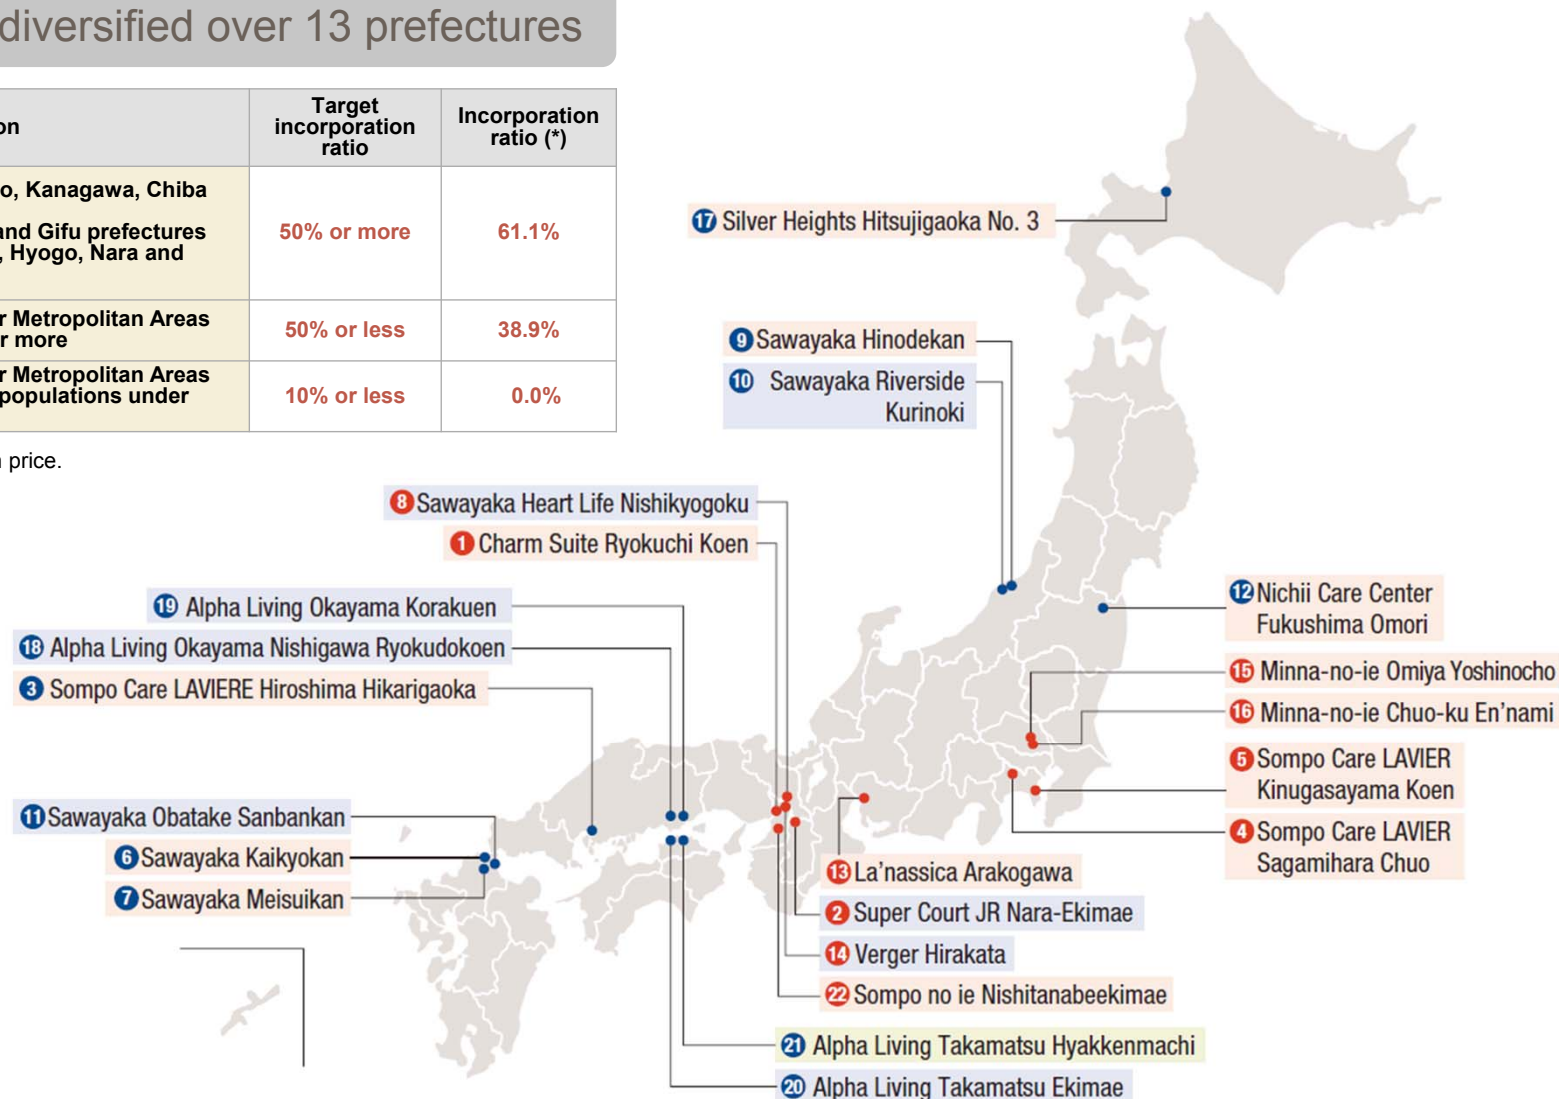 diversified over 13 prefectures
on
Target
incorporation
ratio
Incorporation
ratio (*)
o, Kanagawa, Chiba
and Gifu prefectures
, Hyogo, Nara and
50% or more
61.1%
r Metropolitan Areas
r more
50% or less
38.9%
r Metropolitan Areas
populations under
10% or less
0.0%
n price.
17 Silver Heights Hitsujigaoka No. 3
9 Sawayaka Hinodekan
10 Sawayaka Riverside
Kurinoki
8 Sawayaka Heart Life Nishikyogoku
1 Charm Suite Ryokuchi Koen
19 Alpha Living Okayama Korakuen
18 Alpha Living Okayama Nishigawa Ryokudokoen
3 Sompo Care LAVIERE Hiroshima Hikarigaoka
11 Sawayaka Obatake Sanbankan
6 Sawayaka Kaikyokan
7 Sawayaka Meisuikan
12 Nichii Care Center
Fukushima Omori
15 Minna-no-ie Omiya Yoshinocho
16 Minna-no-ie Chuo-ku En'nami
5 Sompo Care LAVIER
Kinugasayama Koen
4 Sompo Care LAVIER
Sagamihara Chuo
13 La'nassica Arakogawa
2 Super Court JR Nara-Ekimae
14 Verger Hirakata
22 Sompo no ie Nishitanabeekimae
21 Alpha Living Takamatsu Hyakkenmachi
20 Alpha Living Takamatsu Ekimae